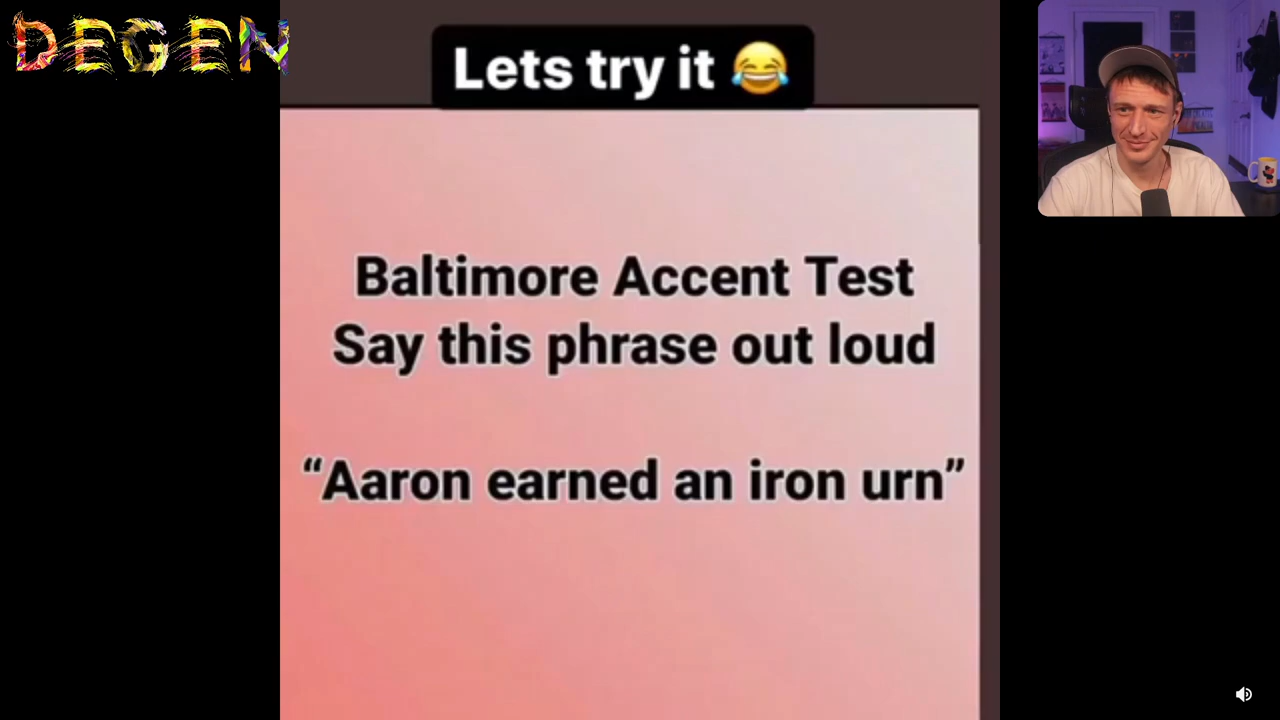 DEGEN
Lets try it 😂
Baltimore Accent Test
Say this phrase out loud
“Aaron earned an iron urn”